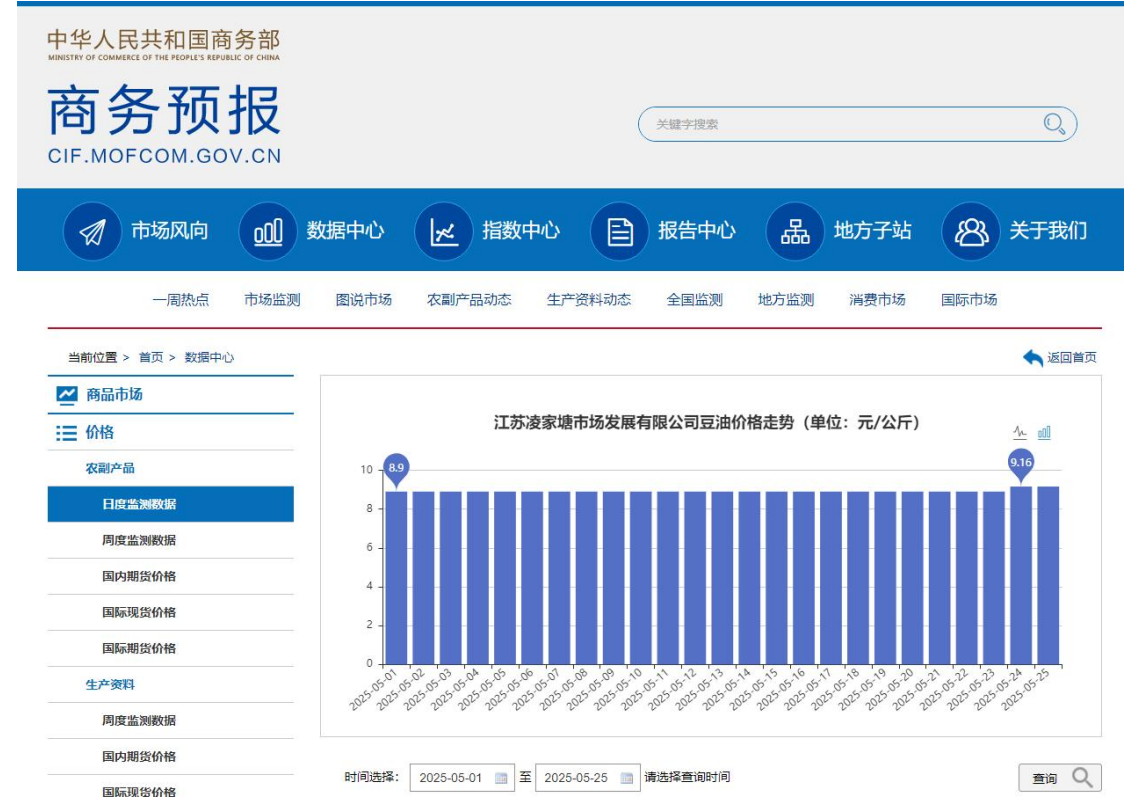 中华人民共和国商务部
MINISTRY OF COMMERCE OF THE PEOPLE'S REPUBLIC OF CHINA
商务预报
CIF.MOFCOM.GOV.CN
关键字搜索
市场风向 数据中心 指数中心 报告中心 地方子站 关于我们
一周热点 市场监测 图说市场 农副产品动态 生产资料动态 全国监测 地方监测 消费市场 国际市场
当前位置 > 首页 > 数据中心
返回首页
商品市场
价格
农副产品
日度监测数据
周度监测数据
国内期货价格
国际现货价格
国际期货价格
生产资料
周度监测数据
国内期货价格
国际现货价格
江苏凌家塘市场发展有限公司豆油价格走势（单位：元/公斤）
8.9
9.16
10
8
6
4
2
0
2025-05-01
2025-05-02
2025-05-03
2025-05-04
2025-05-05
2025-05-06
2025-05-07
2025-05-08
2025-05-09
2025-05-10
2025-05-11
2025-05-12
2025-05-13
2025-05-14
2025-05-15
2025-05-16
2025-05-17
2025-05-18
2025-05-19
2025-05-20
2025-05-21
2025-05-22
2025-05-23
2025-05-24
2025-05-25
时间选择： 2025-05-01 至 2025-05-25 请选择查询时间
查询